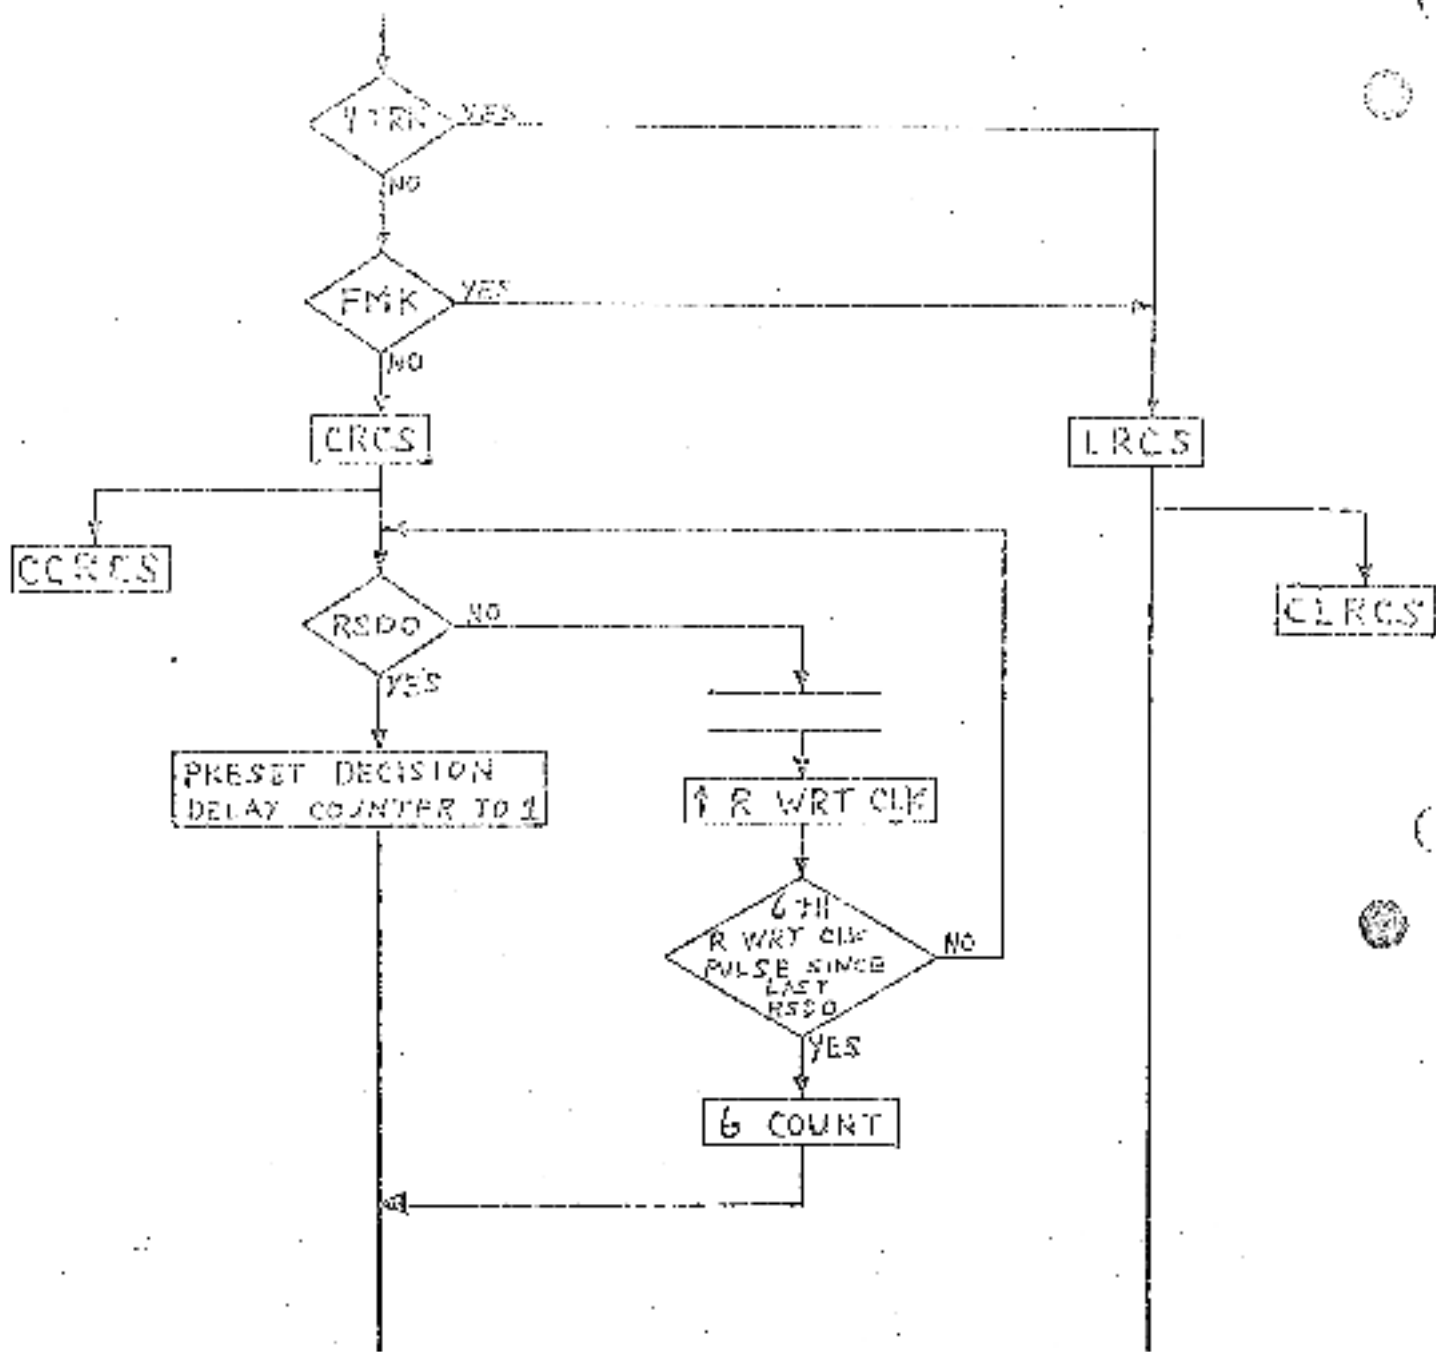 YES
NO
FMK
YES
NO
CRCS
LRCS
CCRCS
CLRCS
RSDO
NO
YES
PRESET DECISION
DELAY COUNTER TO 1
↑ R WRT CLK
6TH
R WRT CLK
PULSE SINCE
LAST
RSDO
NO
YES
6 COUNT